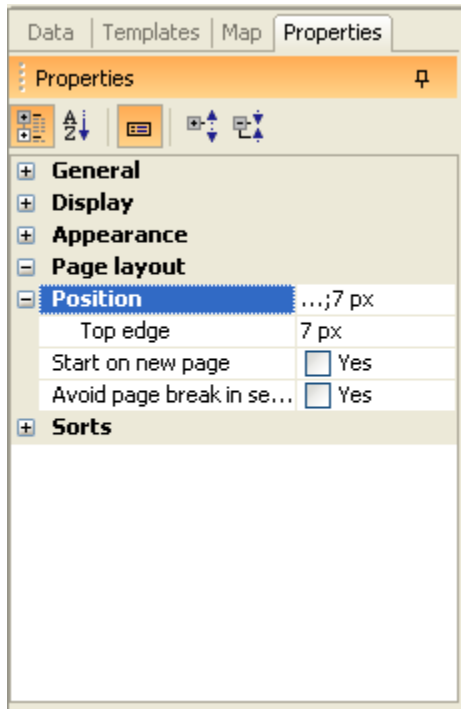 Data Templates Map Properties
Properties
General
Display
Appearance
Page layout
Position ...;7 px
Top edge 7 px
Start on new page Yes
Avoid page break in se... Yes
Sorts